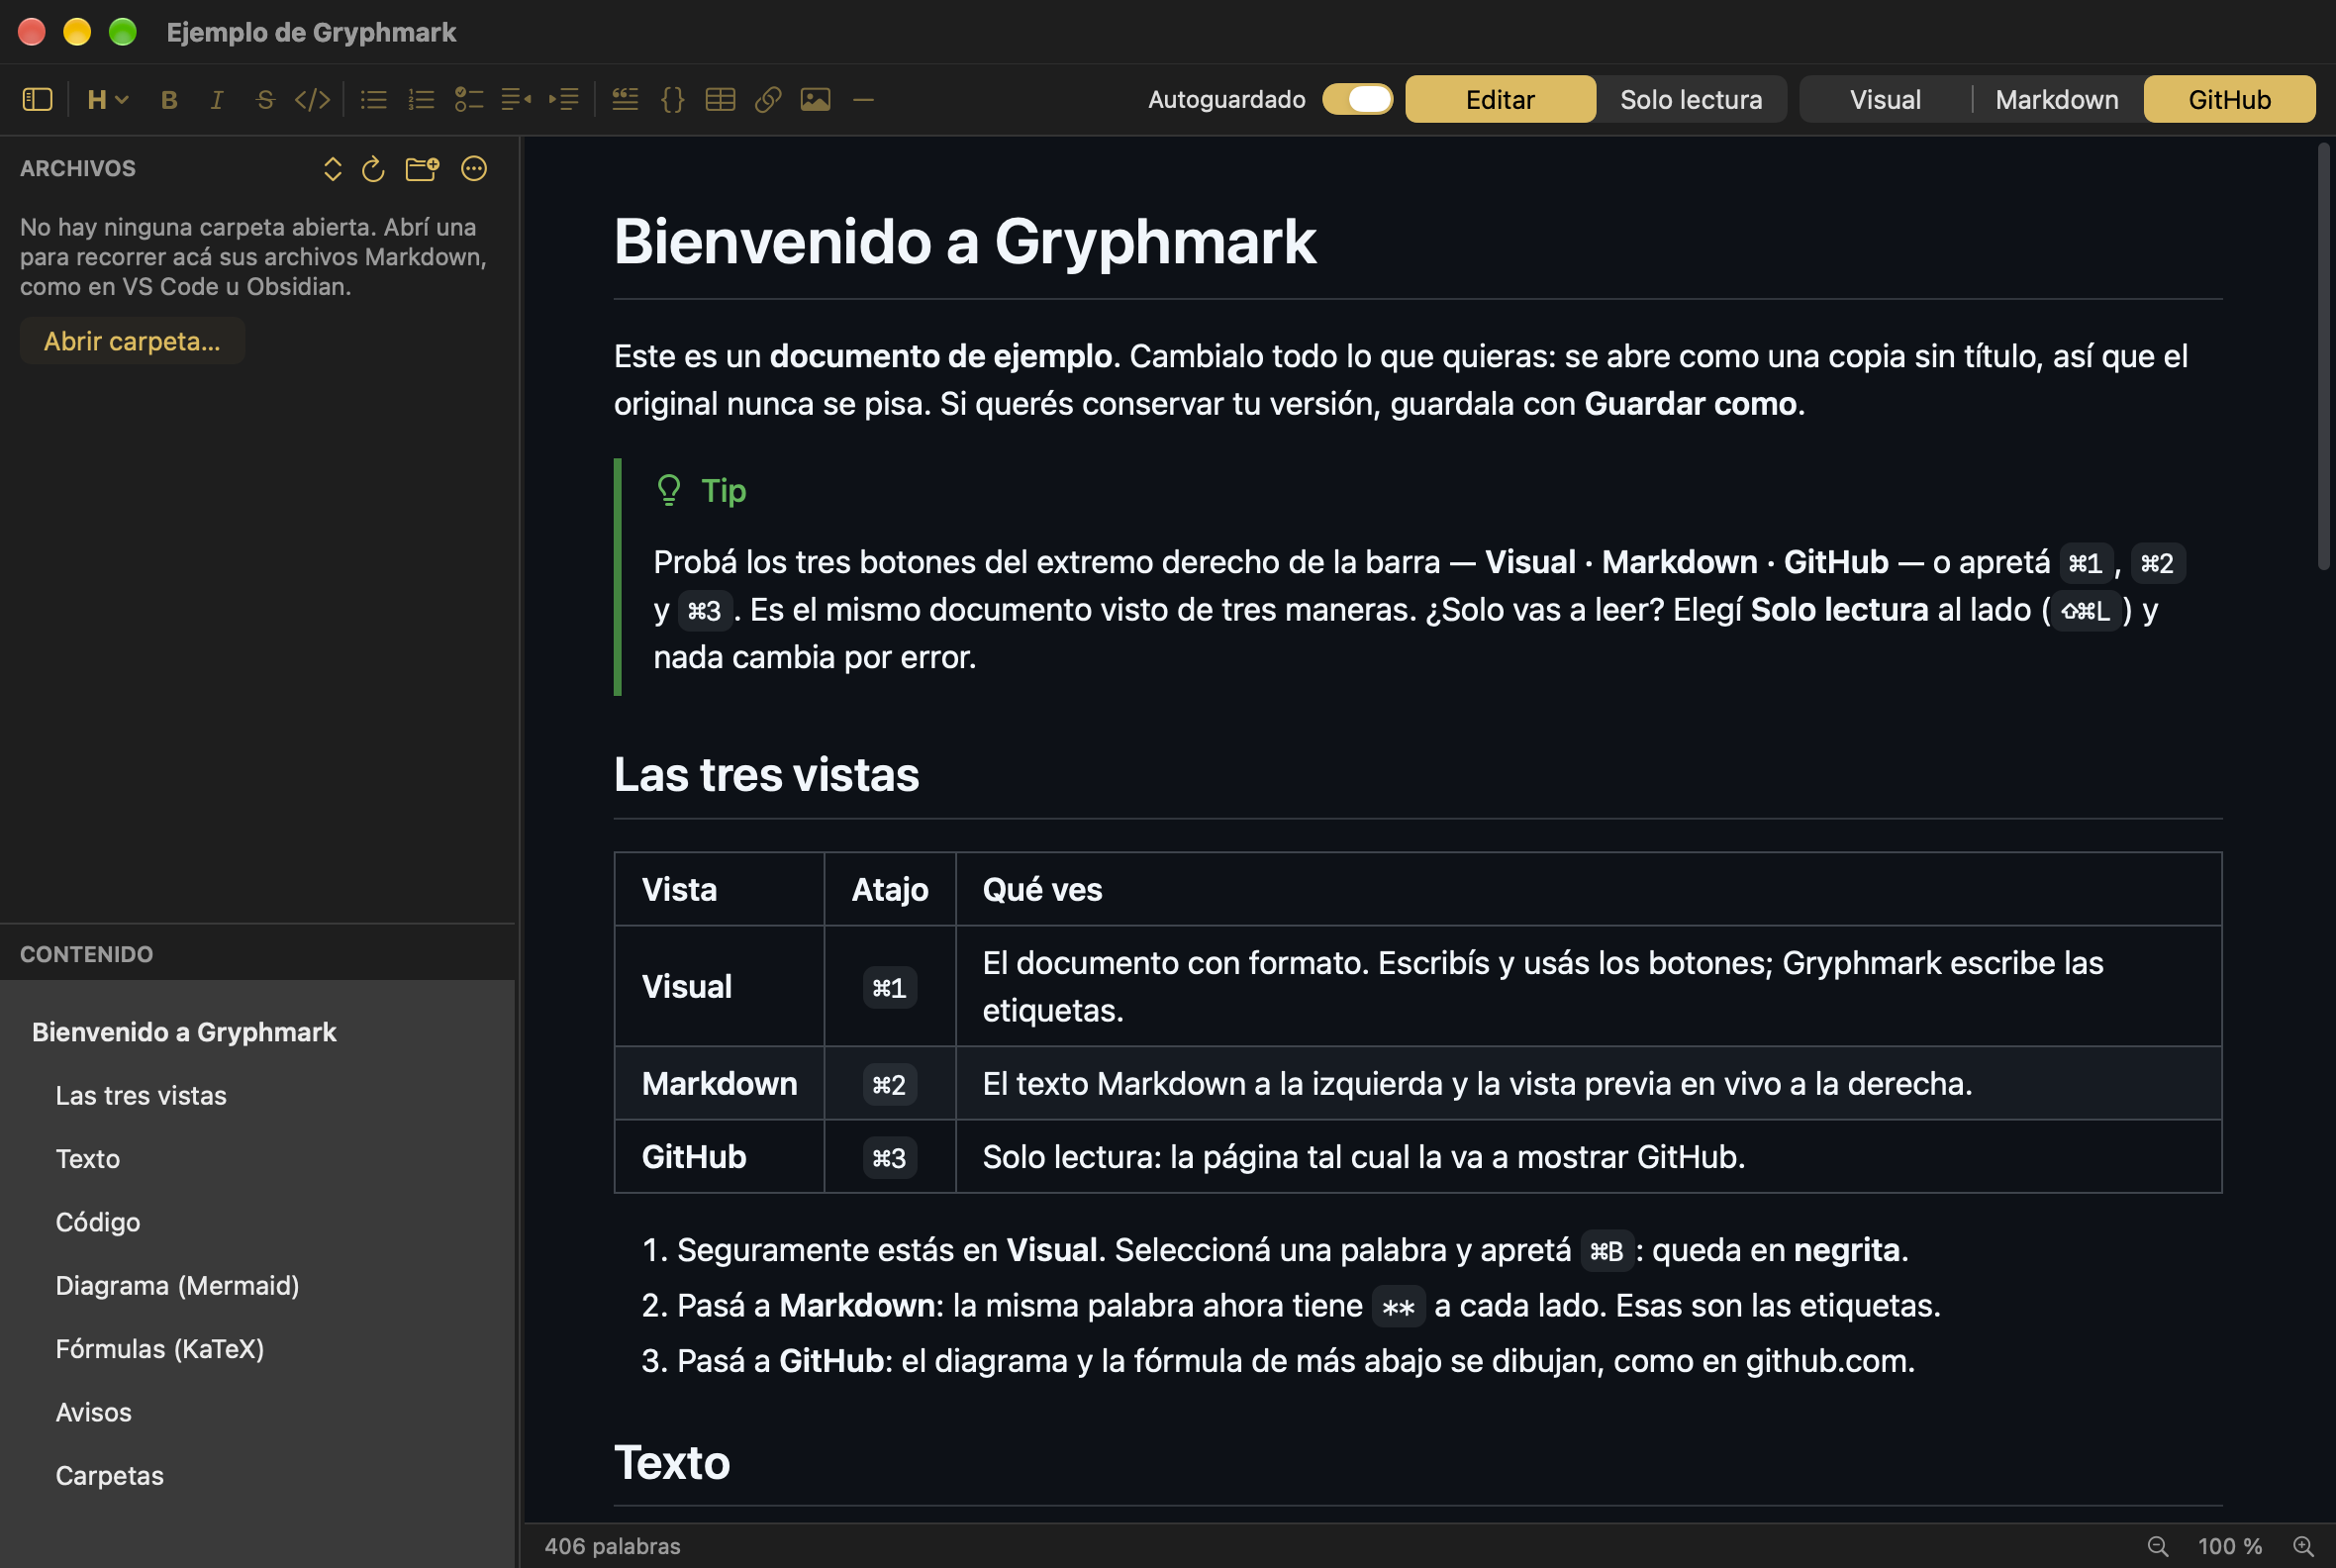 Ejemplo de Gryphmark
H B I S </> {}
Autoguardado Editar Solo lectura Visual Markdown GitHub
ARCHIVOS
No hay ninguna carpeta abierta. Abrí una
para recorrer acá sus archivos Markdown,
como en VS Code u Obsidian.
Abrir carpeta...
CONTENIDO
Bienvenido a Gryphmark
Las tres vistas
Texto
Código
Diagrama (Mermaid)
Fórmulas (KaTeX)
Avisos
Carpetas
Bienvenido a Gryphmark
Este es un documento de ejemplo. Cambialo todo lo que quieras: se abre como una copia sin título, así que el
original nunca se pisa. Si querés conservar tu versión, guardala con Guardar como.
Tip
Probá los tres botones del extremo derecho de la barra — Visual · Markdown · GitHub — o apretá ⌘1, ⌘2
y ⌘3. Es el mismo documento visto de tres maneras. ¿Solo vas a leer? Elegí Solo lectura al lado (⇧⌘L) y
nada cambia por error.
Las tres vistas
Vista Atajo Qué ves
Visual ⌘1 El documento con formato. Escribís y usás los botones; Gryphmark escribe las
etiquetas.
Markdown ⌘2 El texto Markdown a la izquierda y la vista previa en vivo a la derecha.
GitHub ⌘3 Solo lectura: la página tal cual la va a mostrar GitHub.
1. Seguramente estás en Visual. Seleccioná una palabra y apretá ⌘B: queda en negrita.
2. Pasá a Markdown: la misma palabra ahora tiene ** a cada lado. Esas son las etiquetas.
3. Pasá a GitHub: el diagrama y la fórmula de más abajo se dibujan, como en github.com.
Texto
406 palabras
100 %